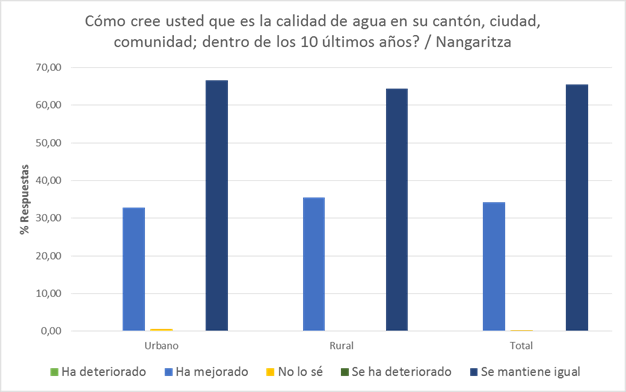 Cómo cree usted que es la calidad de agua en su cantón, ciudad,
comunidad; dentro de los 10 últimos años? / Nangaritza
% Respuestas
70,00
60,00
50,00
40,00
30,00
20,00
10,00
0,00
Urbano Rural Total
Ha deteriorado Ha mejorado No lo sé Se ha deteriorado Se mantiene igual